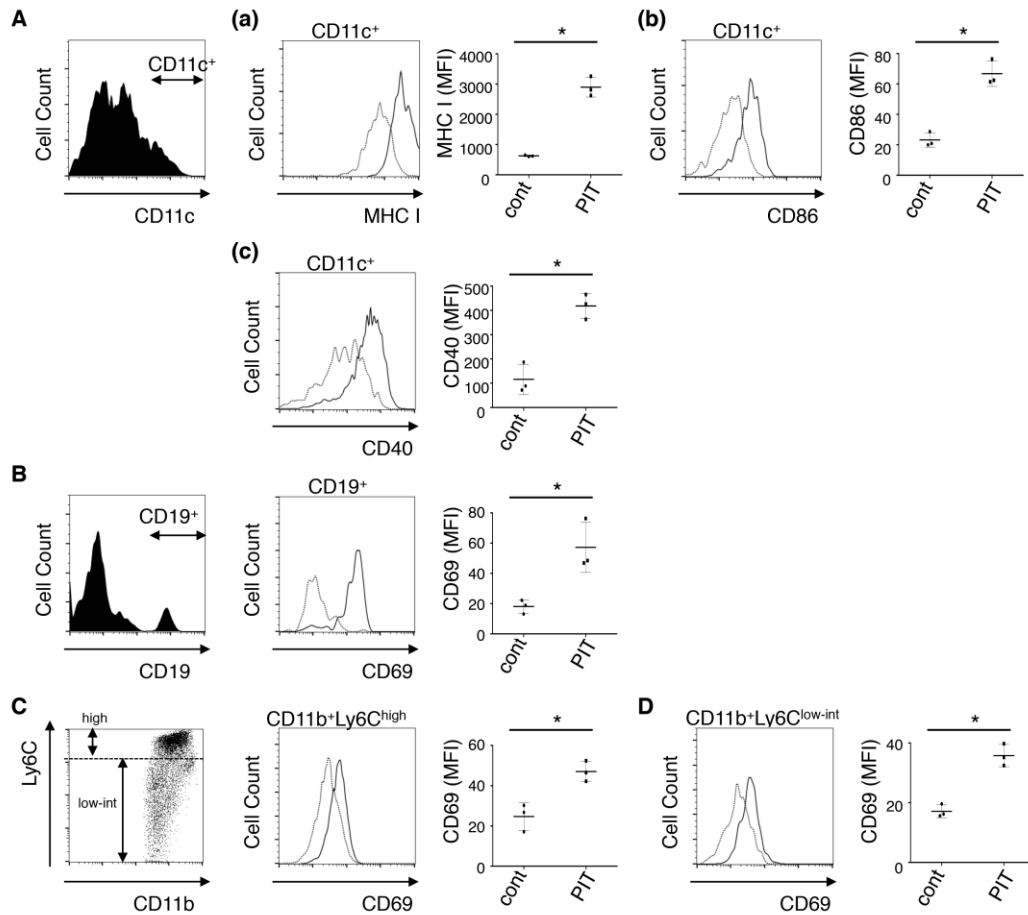 A
Cell Count
CD11c⁺
CD11c
(a)
CD11c⁺
Cell Count
MHC I
MHC I (MFI)
4000
3000
2000
1000
0
*
cont
PIT
(b)
CD11c⁺
Cell Count
CD86
CD86 (MFI)
80
60
40
20
0
*
cont
PIT
(c)
CD11c⁺
Cell Count
CD40
CD40 (MFI)
500
400
300
200
100
0
*
cont
PIT
B
Cell Count
CD19⁺
CD19
CD19⁺
Cell Count
CD69
CD69 (MFI)
80
60
40
20
0
*
cont
PIT
C
Ly6C
high
low-int
CD11b
CD11b⁺Ly6C^high
Cell Count
CD69
CD69 (MFI)
60
40
20
0
*
cont
PIT
D
CD11b⁺Ly6C^low-int
Cell Count
CD69
CD69 (MFI)
40
20
0
*
cont
PIT